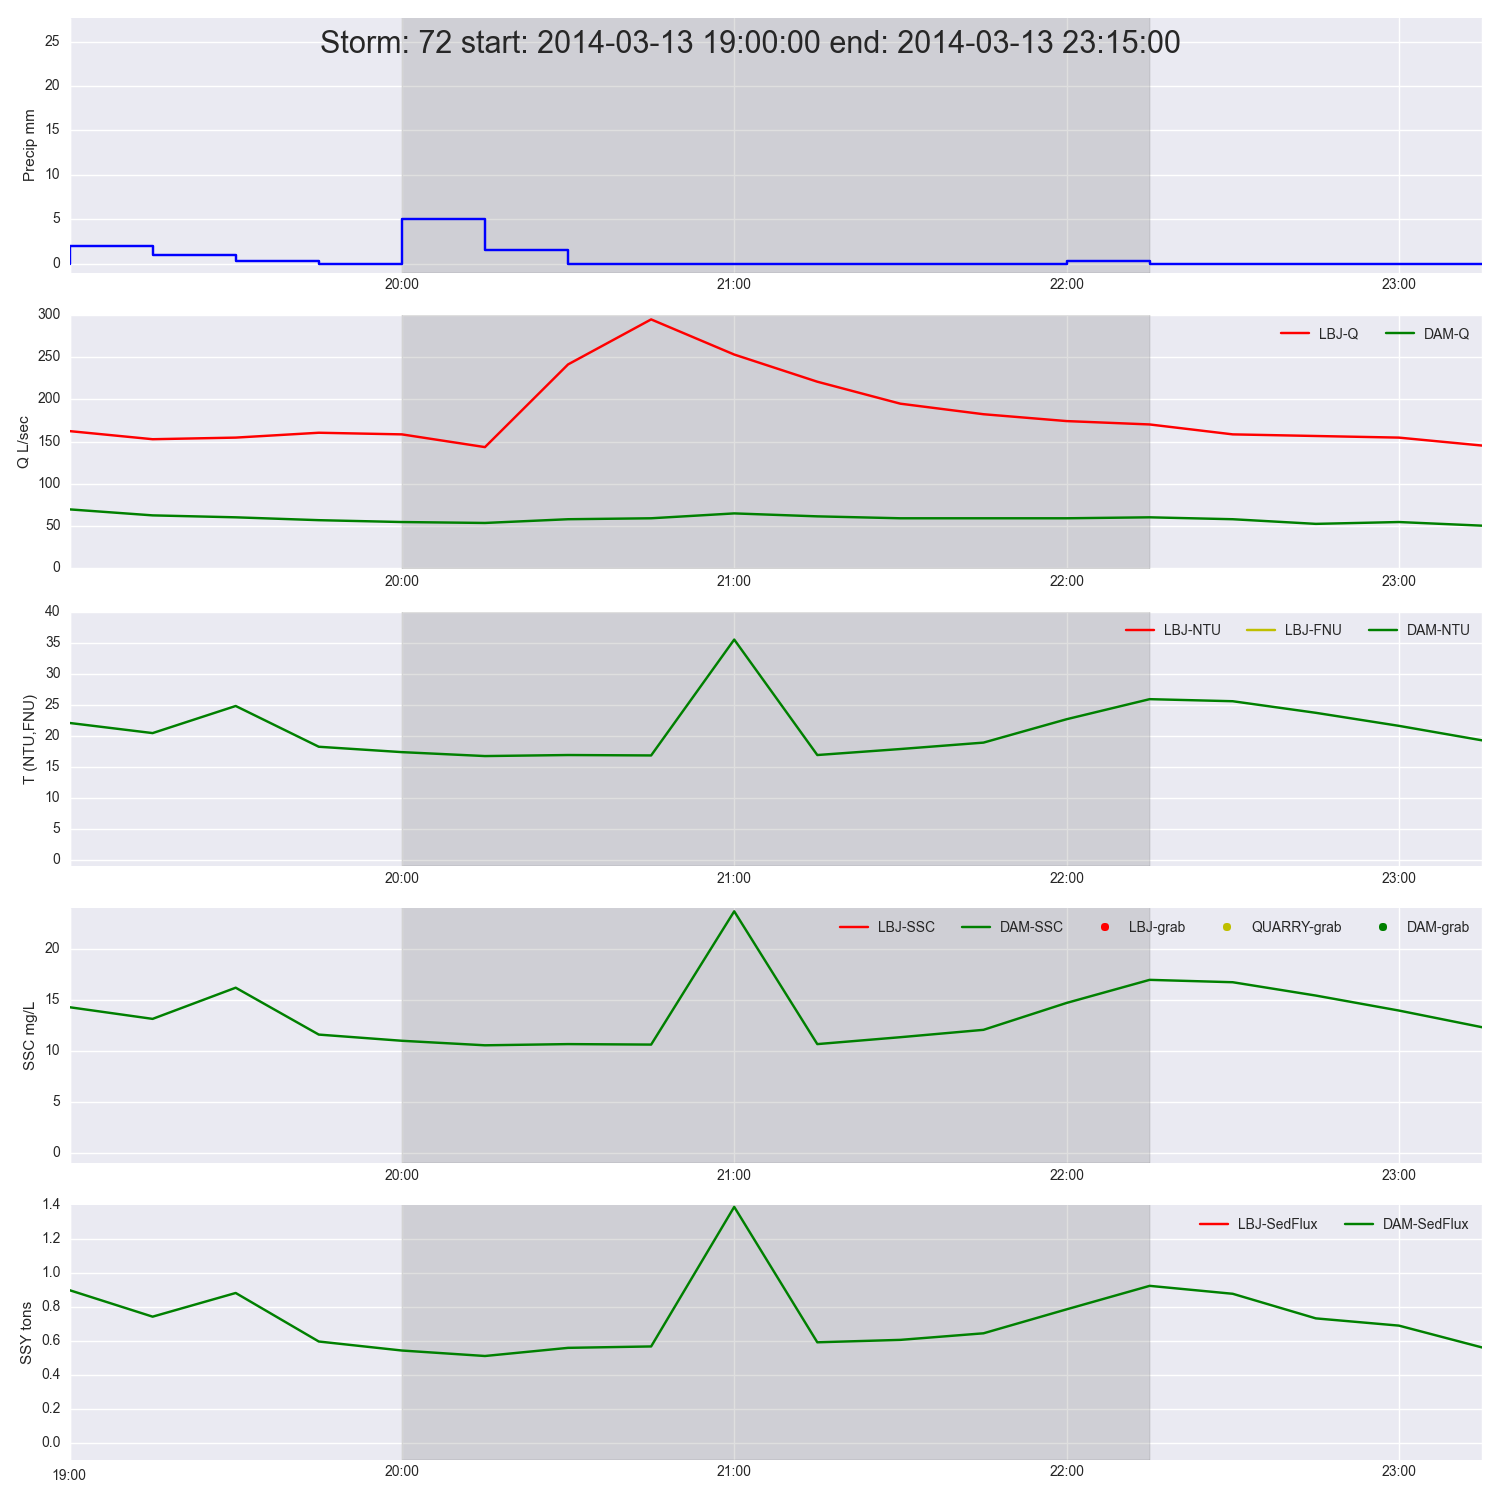 Storm: 72 start: 2014-03-13 19:00:00 end: 2014-03-13 23:15:00
Precip mm
25
20
15
10
5
0
20:00 21:00 22:00 23:00
Q L/sec
300
250
200
150
100
50
0
LBJ-Q DAM-Q
20:00 21:00 22:00 23:00
T (NTU,FNU)
40
35
30
25
20
15
10
5
0
LBJ-NTU LBJ-FNU DAM-NTU
20:00 21:00 22:00 23:00
SSC mg/L
20
15
10
5
0
LBJ-SSC DAM-SSC LBJ-grab QUARRY-grab DAM-grab
20:00 21:00 22:00 23:00
SSY tons
1.4
1.2
1.0
0.8
0.6
0.4
0.2
0.0
LBJ-SedFlux DAM-SedFlux
19:00 20:00 21:00 22:00 23:00